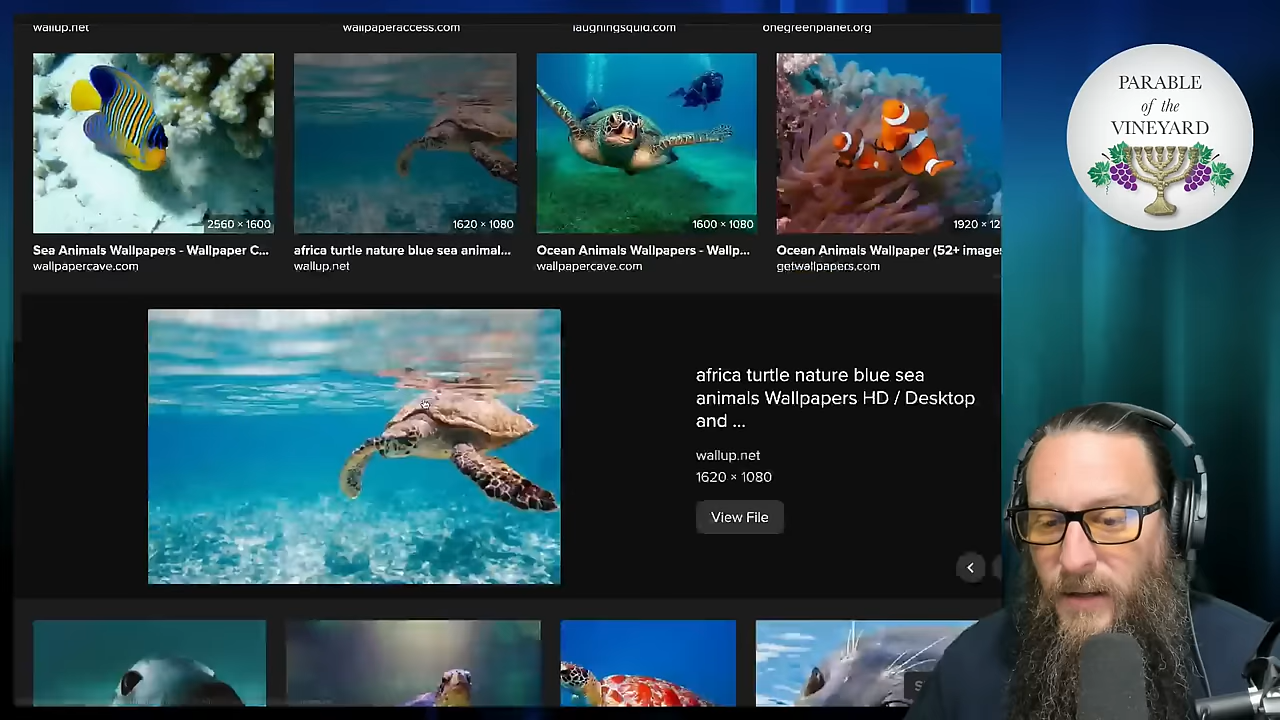 wallup.net
wallpaperaccess.com
laughingsquid.com
onegreenplanet.org
2560 × 1600
1620 × 1080
1600 × 1080
1920 × 12
Sea Animals Wallpapers - Wallpaper C...
africa turtle nature blue sea animal...
Ocean Animals Wallpapers - Wallp...
Ocean Animals Wallpaper (52+ images
wallpapercave.com
wallup.net
wallpapercave.com
getwallpapers.com
africa turtle nature blue sea
animals Wallpapers HD / Desktop
and ...
wallup.net
1620 × 1080
View File
PARABLE
of the
VINEYARD